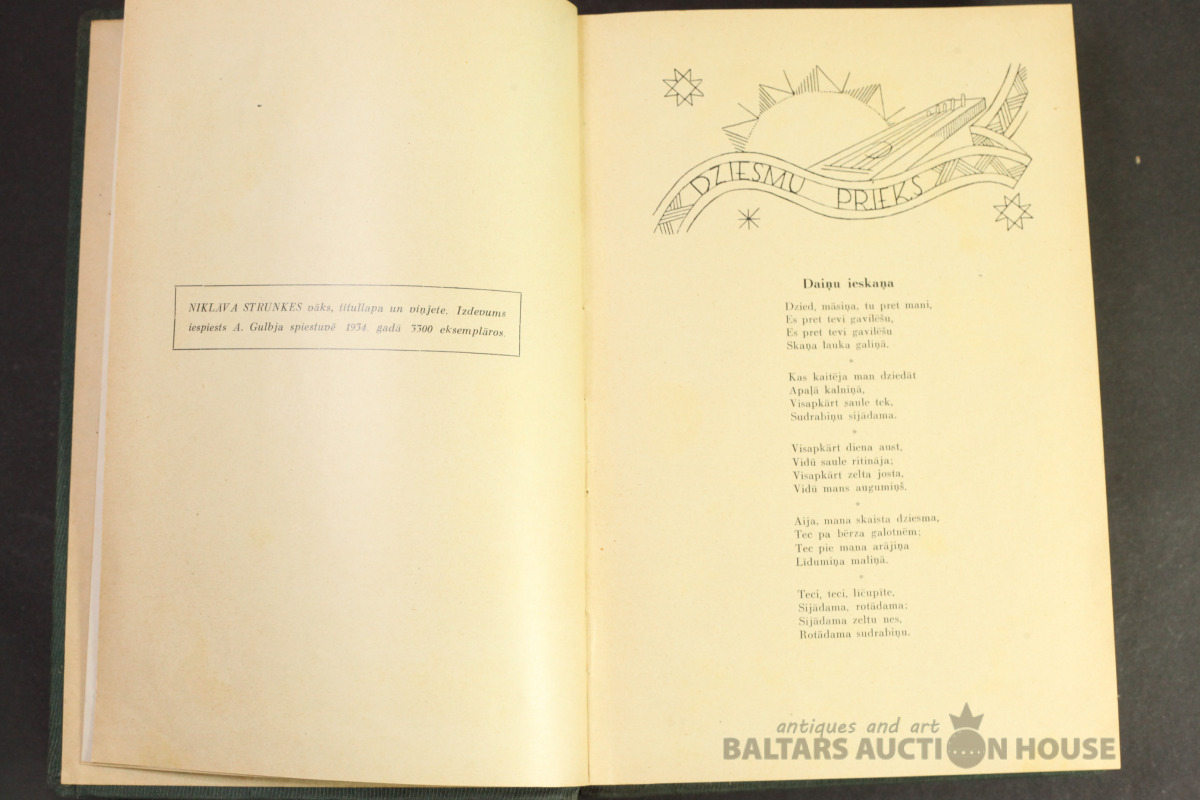 NIKLĀVA STRUNKES vāks, titullapa un viņjete. Izdevums
iespiests A. Gulbja spiestuvē 1934. gadā 3300 eksemplāros.
DZIESMU PRIEKS
Daiņu ieskaņa
Dzied, māsiņa, tu pret mani,
Es pret tevi gavilēšu,
Es pret tevi gavilēšu
Skaņa lauka galiņā.
*
Kas kaitēja man dziedāt
Apaļā kalniņā,
Visapkārt saule tek,
Sudrabiņu sijādama.
*
Visapkārt diena aust,
Vidū saule ritināja;
Visapkārt zelta josta,
Vidū mans augumiņš.
*
Aija, mana skaista dziesma,
Tec pa bērza galotnēm;
Tec pie mana arājiņa
Līdumiņa maliņā.
*
Teci, teci, ličupīte,
Sijādama, rotādama;
Sijādama zeltu nes,
Rotādama sudrabiņu.
antiques and art
BALTARS AUCTION HOUSE